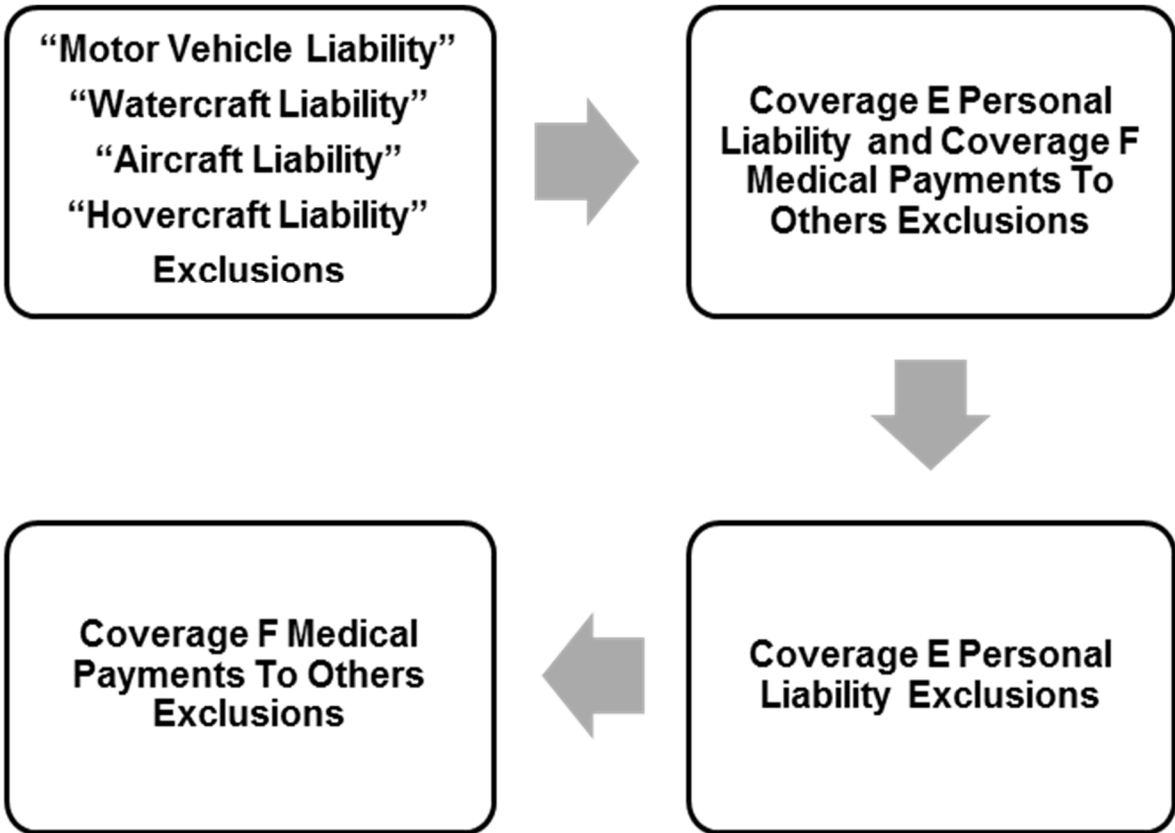 “Motor Vehicle Liability”
“Watercraft Liability”
“Aircraft Liability”
“Hovercraft Liability”
Exclusions
Coverage E Personal
Liability and Coverage F
Medical Payments To
Others Exclusions
Coverage E Personal
Liability Exclusions
Coverage F Medical
Payments To Others
Exclusions